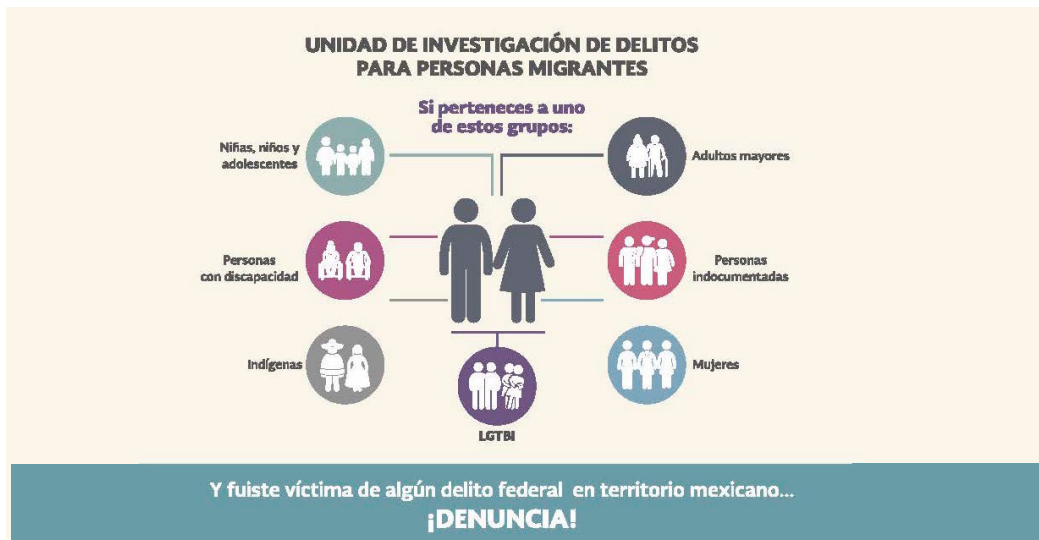 UNIDAD DE INVESTIGACIÓN DE DELITOS
PARA PERSONAS MIGRANTES
Si perteneces a uno
de estos grupos:
Niñas, niños y
adolescentes
Adultos mayores
Personas
con discapacidad
Personas
indocumentadas
Indígenas
Mujeres
LGTBI
Y fuiste víctima de algún delito federal en territorio mexicano...
¡DENUNCIA!